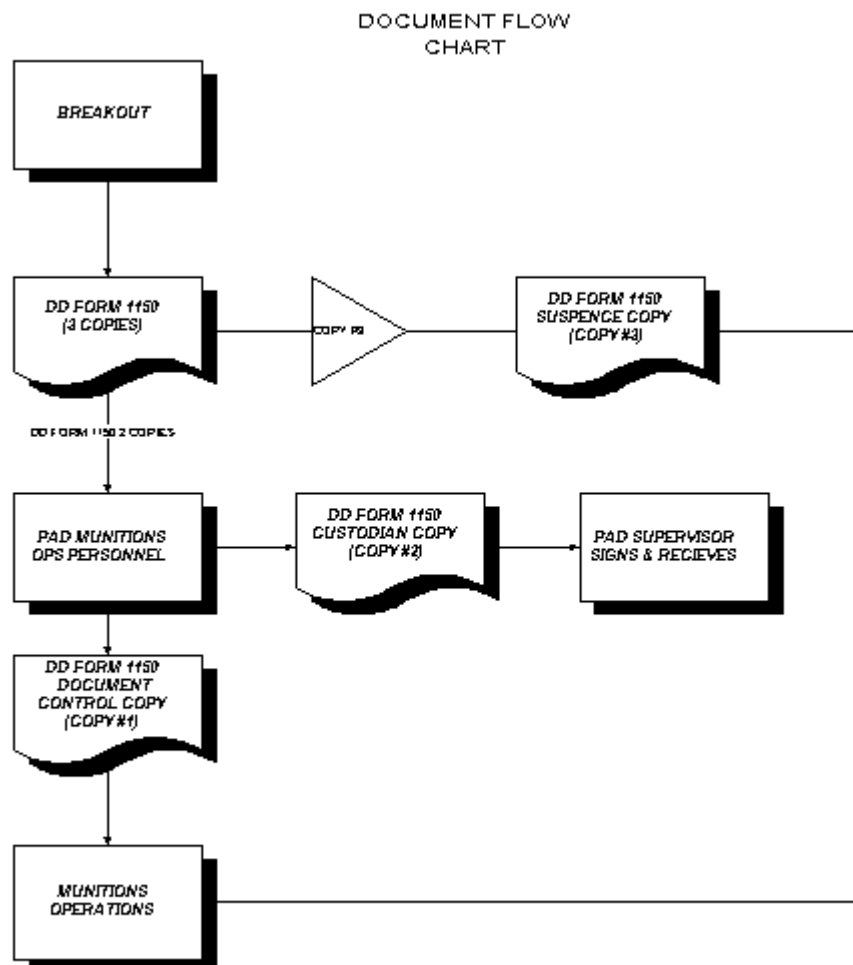 DOCUMENT FLOW
CHART
BREAKOUT
DD FORM 1150
(3 COPIES)
COPY #3
DD FORM 1150
SUSPENCE COPY
(COPY #3)
DD FORM 1150 2 COPIES
PAD MUNITIONS
OPS PERSONNEL
DD FORM 1150
CUSTODIAN COPY
(COPY #2)
PAD SUPERVISOR
SIGNS & RECIEVES
DD FORM 1150
DOCUMENT
CONTROL COPY
(COPY #1)
MUNITIONS
OPERATIONS